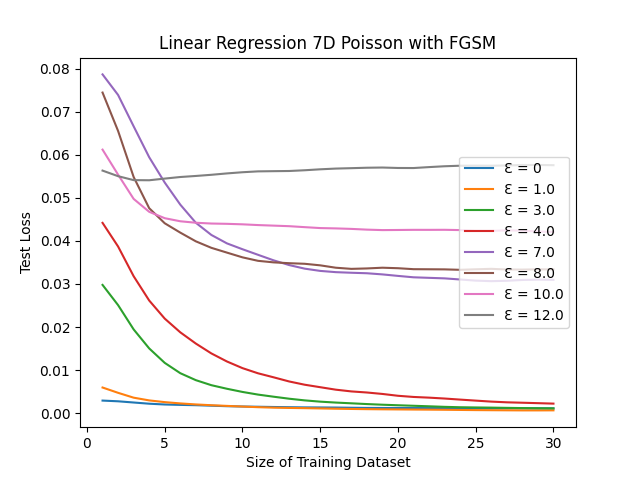 Linear Regression 7D Poisson with FGSM
Test Loss
0.08
0.07
0.06
0.05
0.04
0.03
0.02
0.01
0.00
Ɛ = 0
Ɛ = 1.0
Ɛ = 3.0
Ɛ = 4.0
Ɛ = 7.0
Ɛ = 8.0
Ɛ = 10.0
Ɛ = 12.0
0 5 10 15 20 25 30
Size of Training Dataset